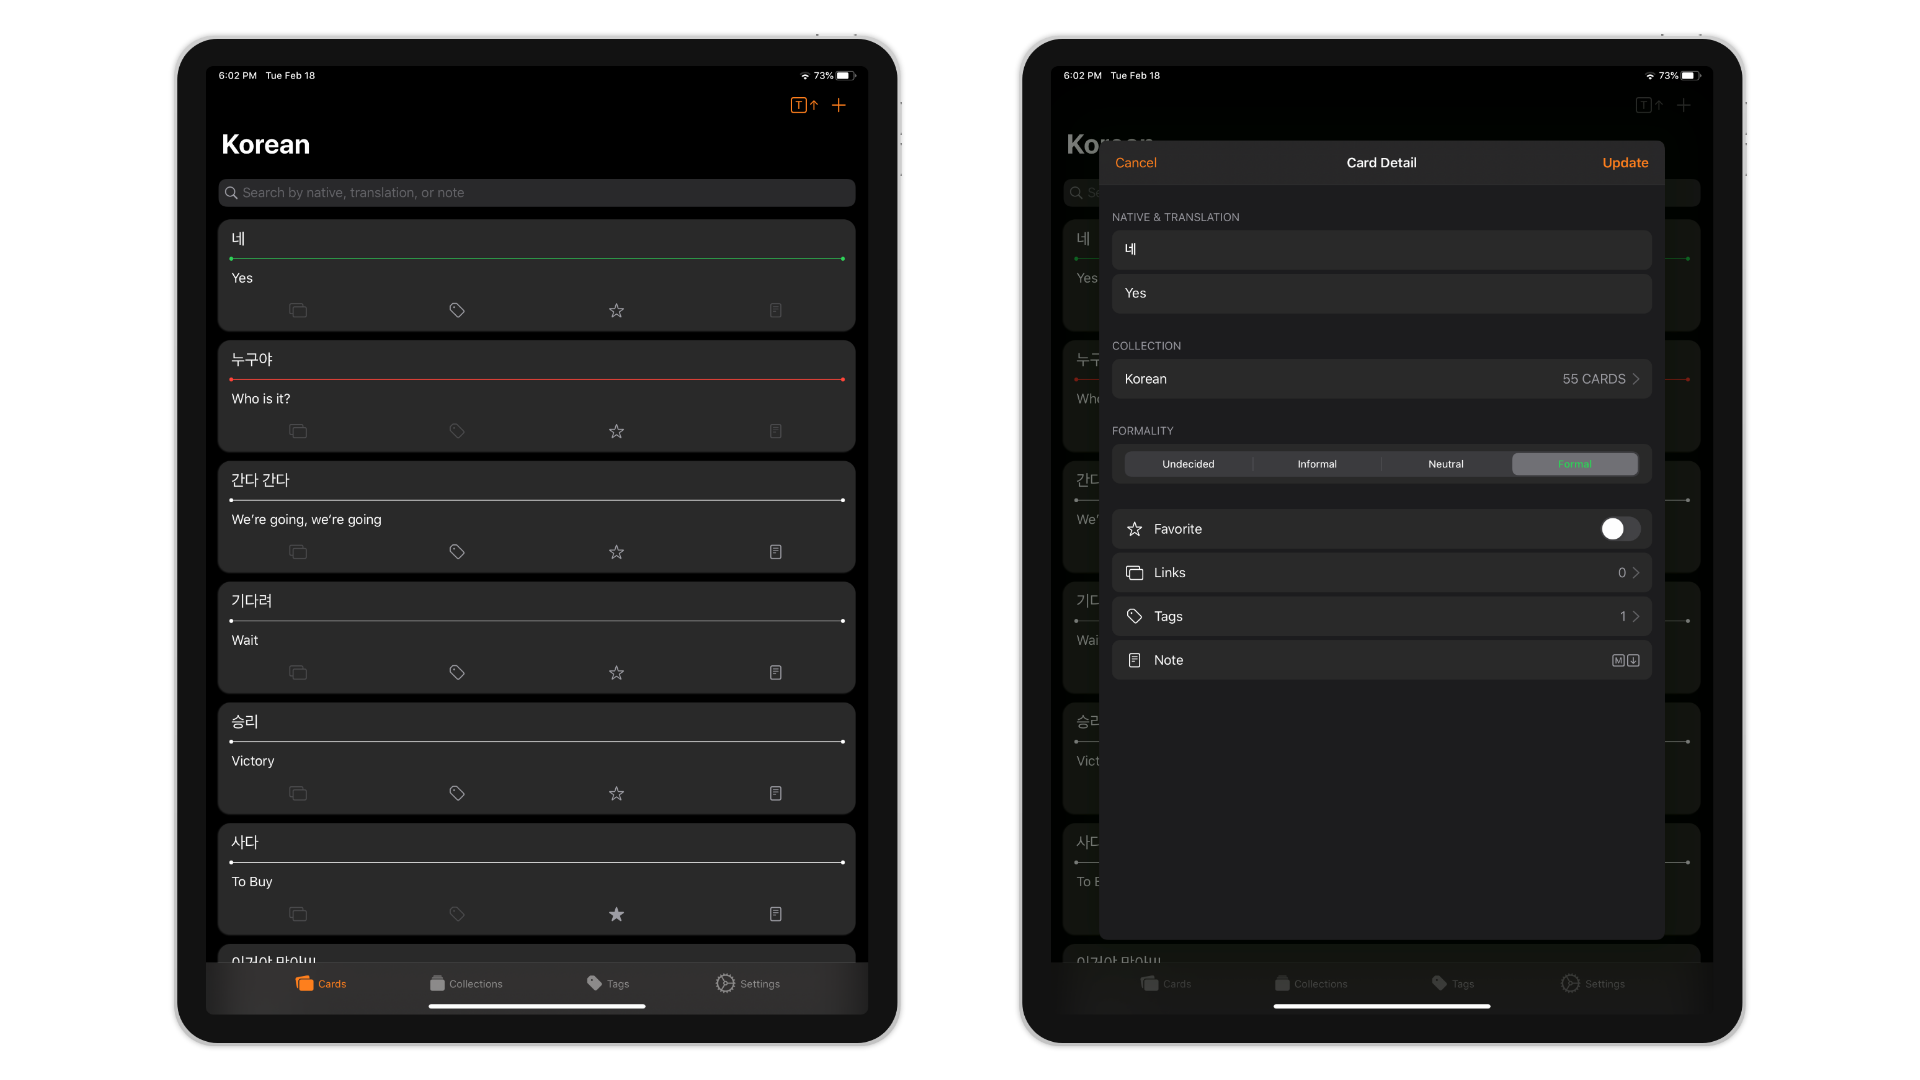 6:02 PM Tue Feb 18 73%
T
Korean
Search by native, translation, or note
네
Yes
누구야
Who is it?
간다 간다
We're going, we're going
기다려
Wait
승리
Victory
사다
To Buy
Cards Collections Tags Settings
6:02 PM Tue Feb 18 73%
T
Cancel Card Detail Update
NATIVE & TRANSLATION
네
Yes
COLLECTION
Korean 55 CARDS
FORMALITY
Undecided Informal Neutral Formal
Favorite
Links 0
Tags 1
Note M
네
Yes
Cards Collections Tags Settings